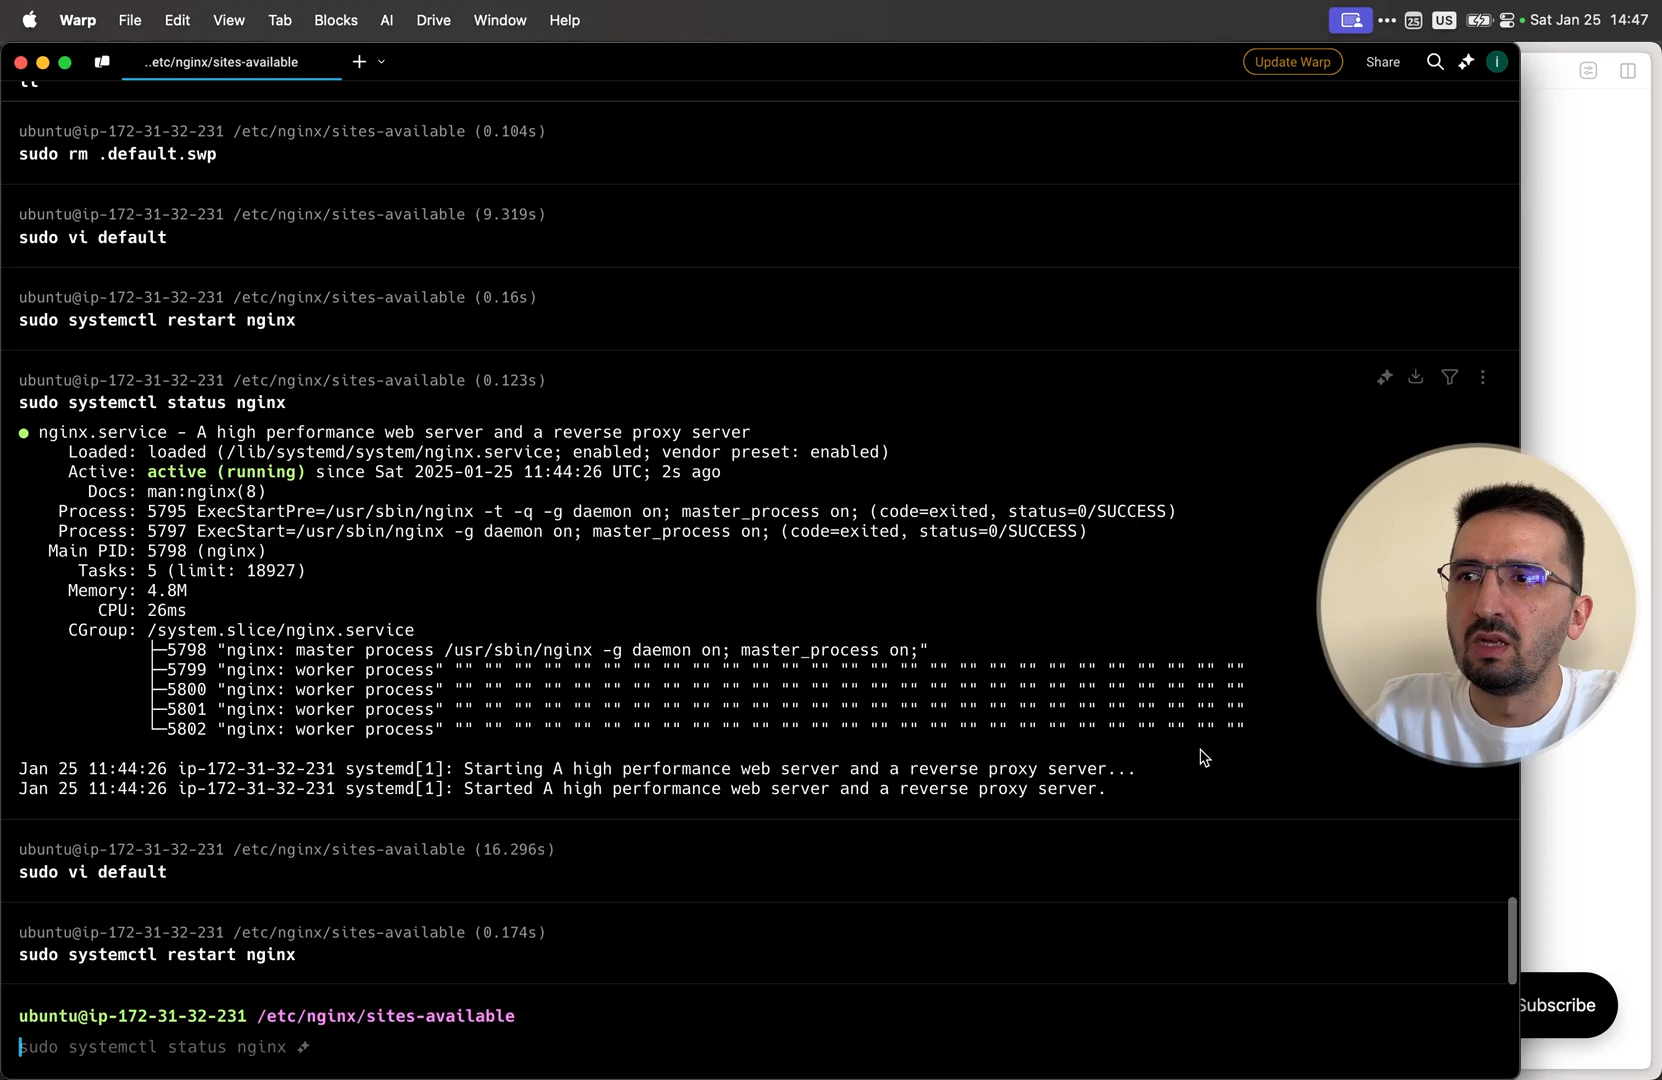 Warp File Edit View Tab Blocks AI Drive Window Help 25 US Sat Jan 25 14:47
..etc/nginx/sites-available Update Warp Share i
ll
ubuntu@ip-172-31-32-231 /etc/nginx/sites-available (0.104s)
sudo rm .default.swp
ubuntu@ip-172-31-32-231 /etc/nginx/sites-available (9.319s)
sudo vi default
ubuntu@ip-172-31-32-231 /etc/nginx/sites-available (0.16s)
sudo systemctl restart nginx
ubuntu@ip-172-31-32-231 /etc/nginx/sites-available (0.123s)
sudo systemctl status nginx
● nginx.service - A high performance web server and a reverse proxy server
Loaded: loaded (/lib/systemd/system/nginx.service; enabled; vendor preset: enabled)
Active: active (running) since Sat 2025-01-25 11:44:26 UTC; 2s ago
Docs: man:nginx(8)
Process: 5795 ExecStartPre=/usr/sbin/nginx -t -q -g daemon on; master_process on; (code=exited, status=0/SUCCESS)
Process: 5797 ExecStart=/usr/sbin/nginx -g daemon on; master_process on; (code=exited, status=0/SUCCESS)
Main PID: 5798 (nginx)
Tasks: 5 (limit: 18927)
Memory: 4.8M
CPU: 26ms
CGroup: /system.slice/nginx.service
├─5798 "nginx: master process /usr/sbin/nginx -g daemon on; master_process on;"
├─5799 "nginx: worker process" "" "" "" "" "" "" "" "" "" "" "" "" "" "" "" "" "" "" "" "" "" "" "" "" "" "" ""
├─5800 "nginx: worker process" "" "" "" "" "" "" "" "" "" "" "" "" "" "" "" "" "" "" "" "" "" "" "" "" "" "" ""
├─5801 "nginx: worker process" "" "" "" "" "" "" "" "" "" "" "" "" "" "" "" "" "" "" "" "" "" "" "" "" "" "" ""
└─5802 "nginx: worker process" "" "" "" "" "" "" "" "" "" "" "" "" "" "" "" "" "" "" "" "" "" "" "" "" "" "" ""
Jan 25 11:44:26 ip-172-31-32-231 systemd[1]: Starting A high performance web server and a reverse proxy server...
Jan 25 11:44:26 ip-172-31-32-231 systemd[1]: Started A high performance web server and a reverse proxy server.
ubuntu@ip-172-31-32-231 /etc/nginx/sites-available (16.296s)
sudo vi default
ubuntu@ip-172-31-32-231 /etc/nginx/sites-available (0.174s)
sudo systemctl restart nginx
Subscribe
ubuntu@ip-172-31-32-231 /etc/nginx/sites-available
sudo systemctl status nginx